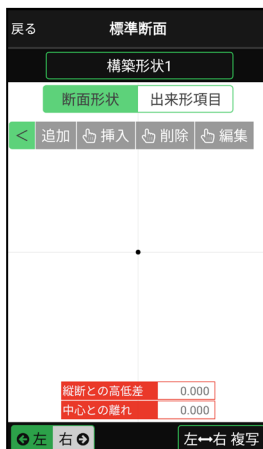 戻る 標準断面
構築形状1
断面形状 出来形項目
< 追加 挿入 削除 編集
縦断との高低差 0.000
中心との離れ 0.000
左 右 左↔右 複写